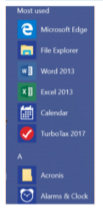 Most used
Microsoft Edge
File Explorer
Word 2013
Excel 2013
Calendar
TurboTax 2017
A
Acronis
Alarms & Clock